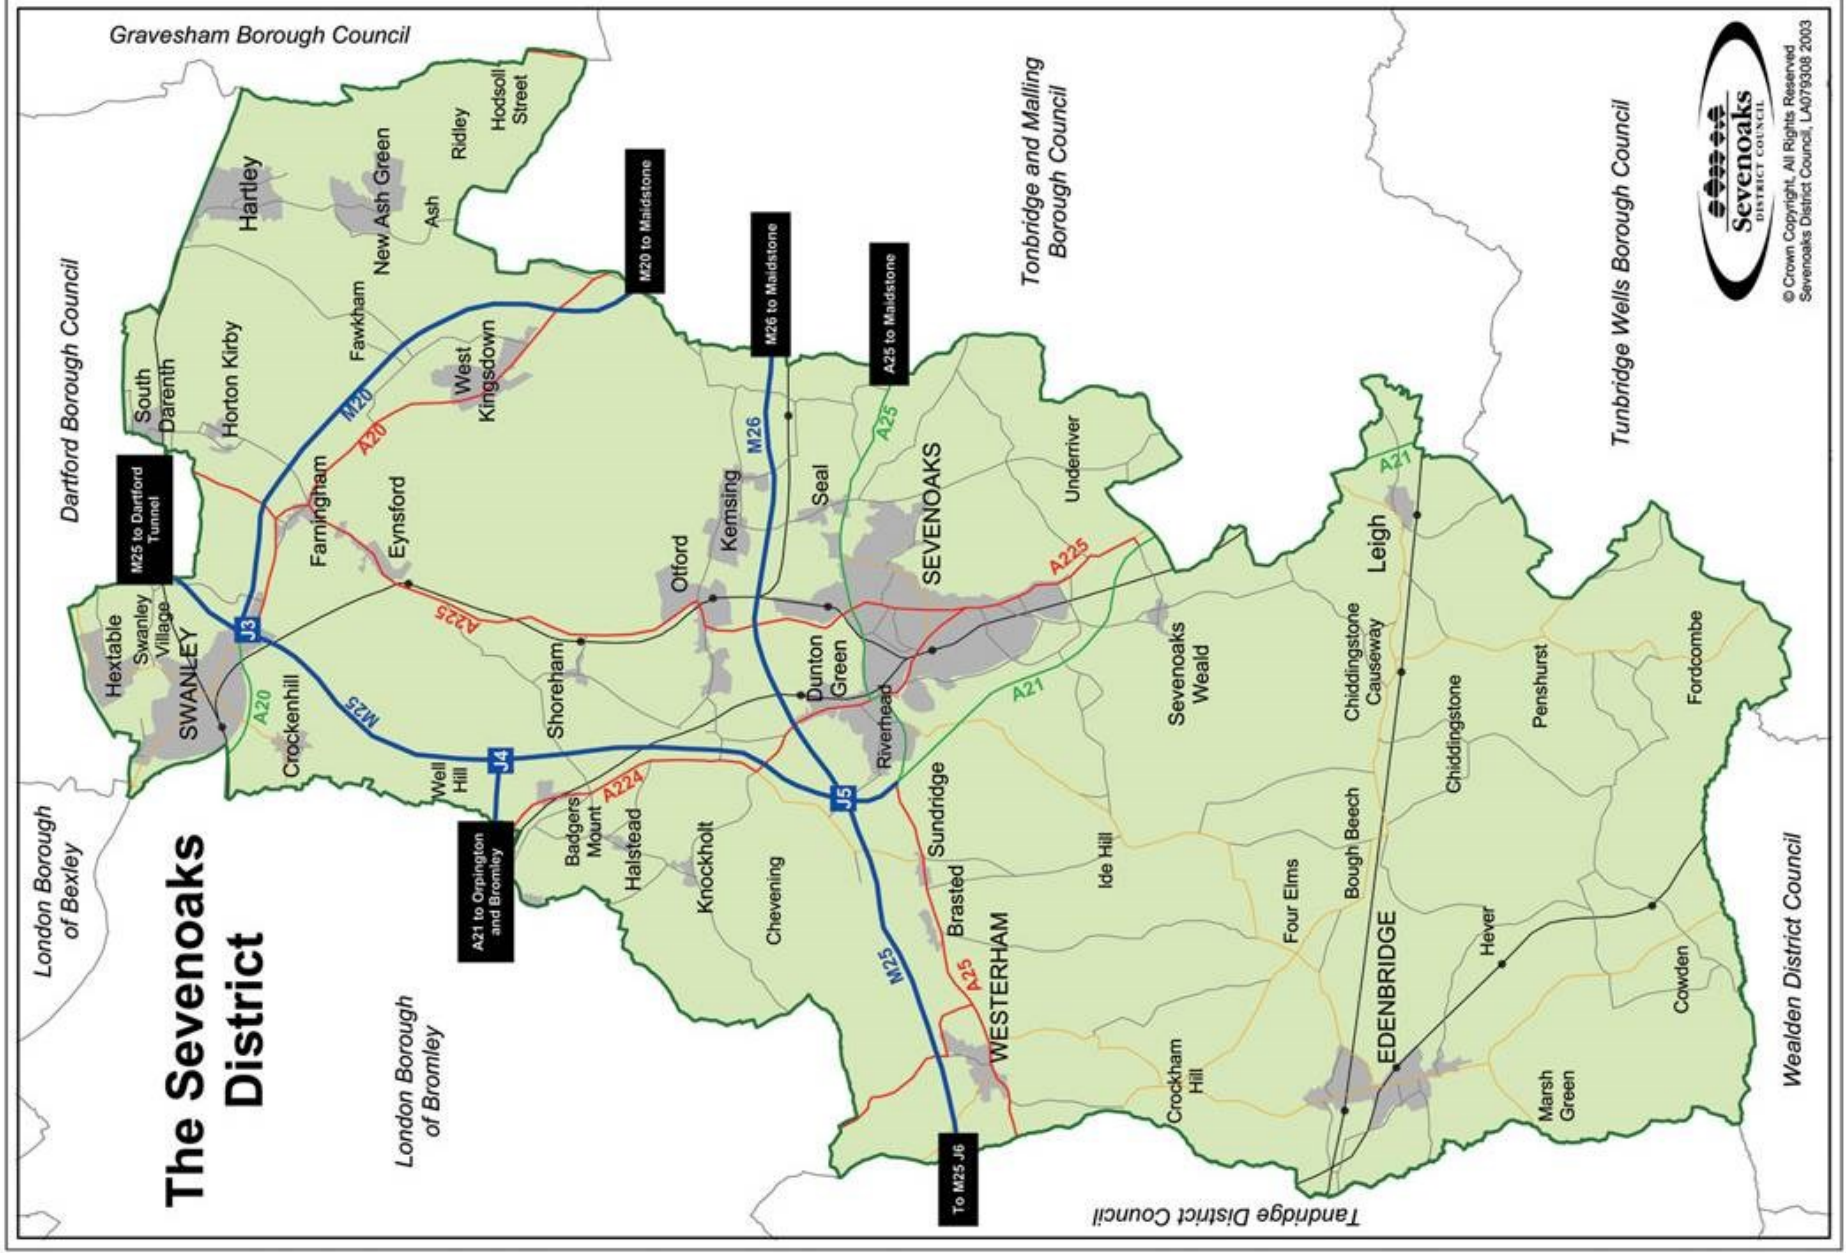 The Sevenoaks
District
London Borough
of Bexley
Dartford Borough Council
Gravesham Borough Council
London Borough
of Bromley
Tonbridge and Malling
Borough Council
Tunbridge Wells Borough Council
Wealden District Council
Tandridge District Council
M25 to Dartford
Tunnel
M20 to Maidstone
M26 to Maidstone
A25 to Maidstone
A21 to Orpington
and Bromley
To M25 J6
Hextable
Swanley
Village
SWANLEY
J3
A20
Crockenhill
M25
South
Darenth
Horton Kirby
Hartley
New Ash Green
Ash
Ridley
Hodsoll
Street
Fawkham
M20
A20
West
Kingsdown
Farningham
Eynsford
A225
Well
Hill
J4
Shoreham
Badgers
Mount
A224
Halstead
Knockholt
Chevening
Otford
Kemsing
M26
Seal
A25
SEVENOAKS
Underriver
A225
Dunton
Green
Riverhead
A21
J5
Sundridge
Brasted
M25
A25
WESTERHAM
Ide Hill
Sevenoaks
Weald
Crockham
Hill
Four Elms
Bough Beech
Chiddingstone
Causeway
Leigh
A21
EDENBRIDGE
Hever
Chiddingstone
Penshurst
Fordcombe
Marsh
Green
Cowden
Sevenoaks
DISTRICT COUNCIL
© Crown Copyright, All Rights Reserved
Sevenoaks District Council, LA079308 2003